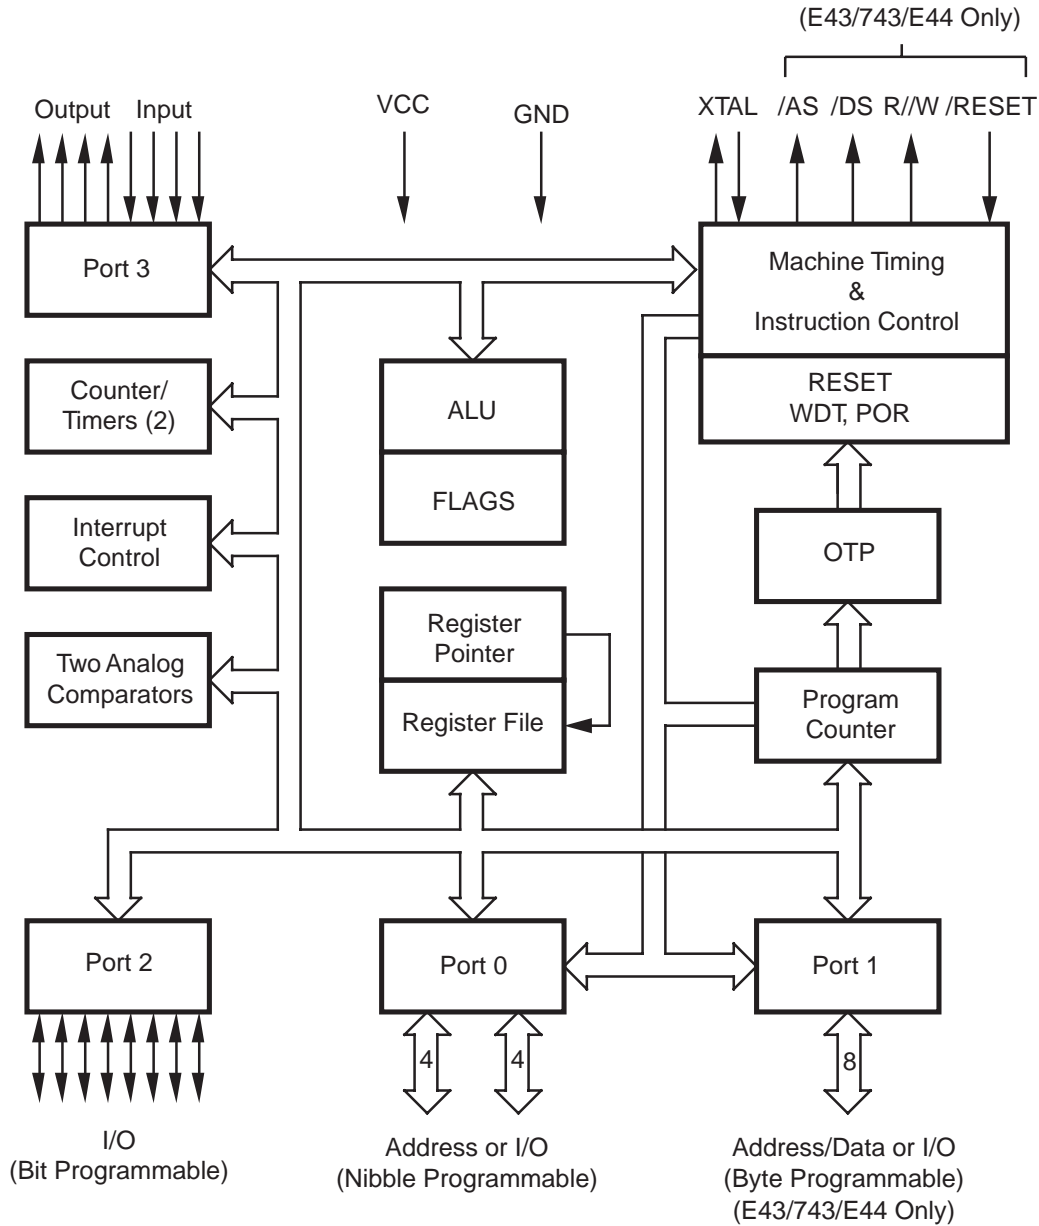 (E43/743/E44 Only)
Output Input
VCC
GND
XTAL /AS /DS R//W /RESET
Port 3
Machine Timing
&
Instruction Control
RESET
WDT, POR
Counter/
Timers (2)
ALU
FLAGS
Interrupt
Control
OTP
Two Analog
Comparators
Register
Pointer
Register File
Program
Counter
Port 2
Port 0
Port 1
4
4
8
I/O
(Bit Programmable)
Address or I/O
(Nibble Programmable)
Address/Data or I/O
(Byte Programmable)
(E43/743/E44 Only)